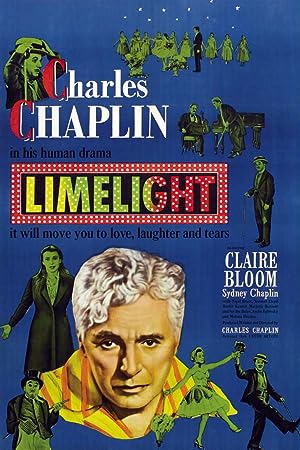 Charles
CHAPLIN
in his human drama
LIMELIGHT
it will move you to love, laughter and tears
CLAIRE
BLOOM
Sydney Chaplin
CHARLES CHAPLIN